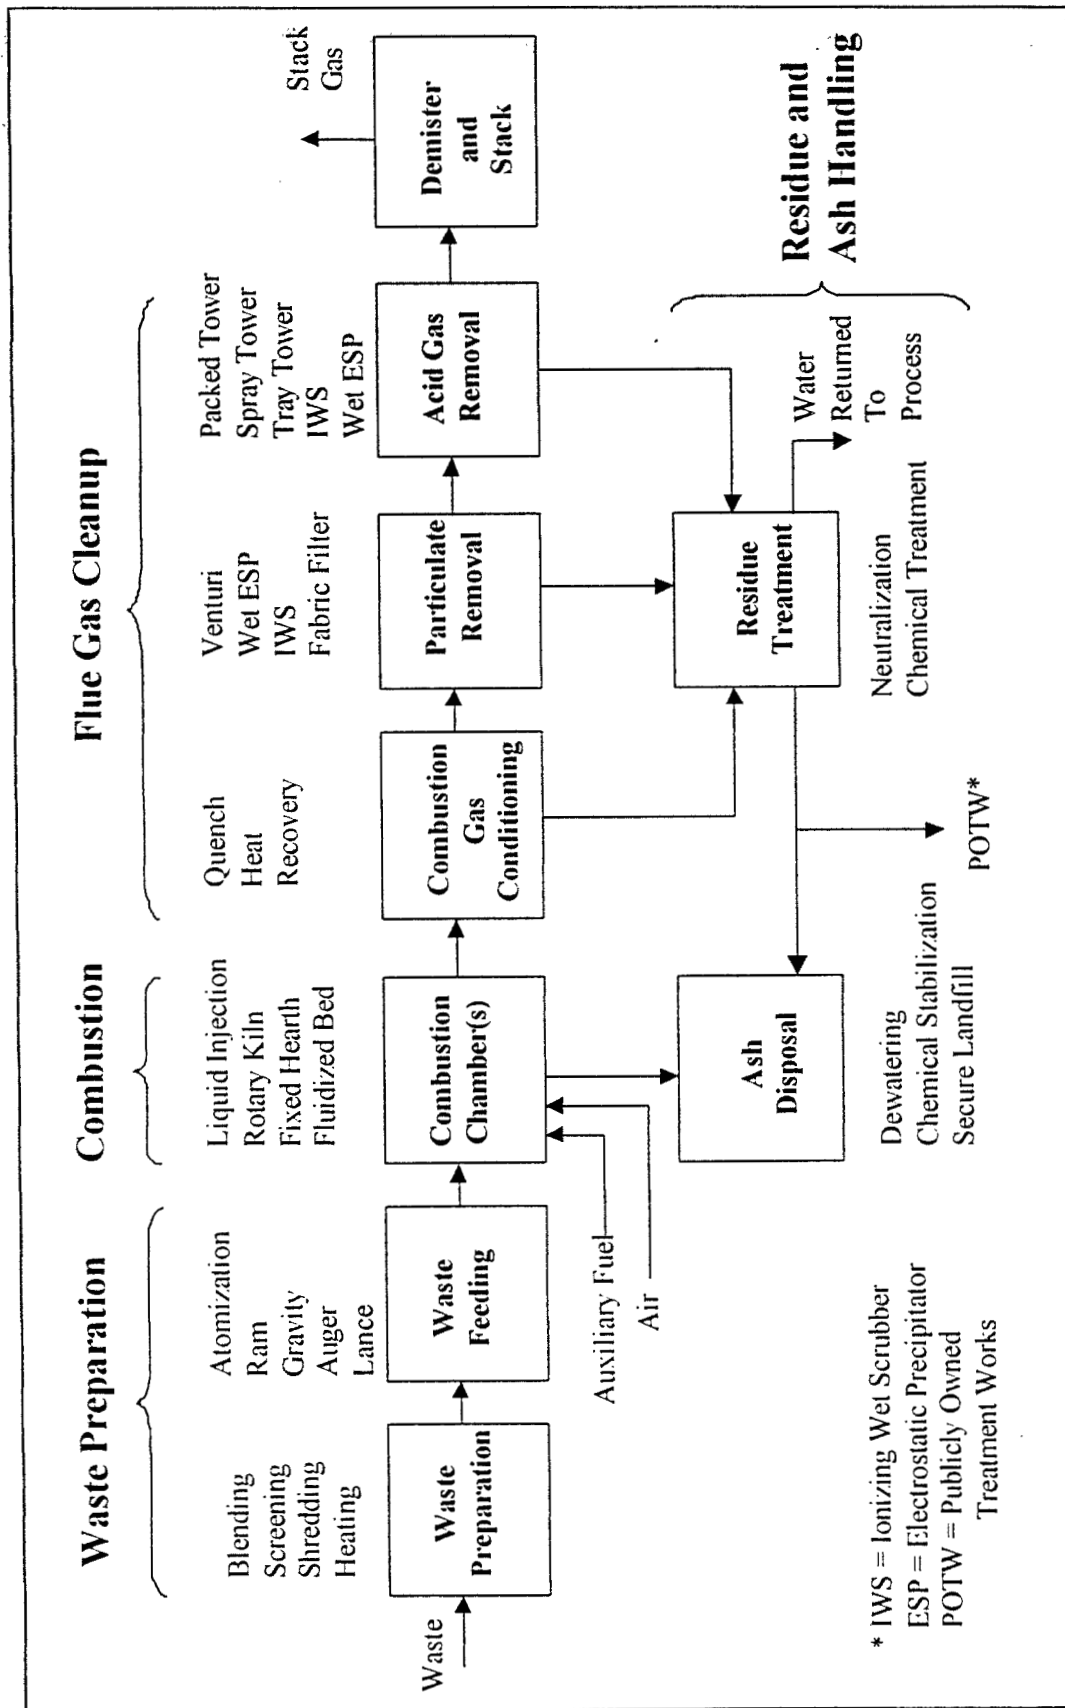 Waste Preparation
Combustion
Flue Gas Cleanup
Blending
Screening
Shredding
Heating
Atomization
Ram
Gravity
Auger
Lance
Liquid Injection
Rotary Kiln
Fixed Hearth
Fluidized Bed
Quench
Heat
Recovery
Venturi
Wet ESP
IWS
Fabric Filter
Packed Tower
Spray Tower
Tray Tower
IWS
Wet ESP
Stack
Gas
Waste
Waste
Preparation
Waste
Feeding
Combustion
Chamber(s)
Combustion
Gas
Conditioning
Particulate
Removal
Acid Gas
Removal
Demister
and
Stack
Auxiliary Fuel
Air
Ash
Disposal
Residue
Treatment
Water
Returned
To
Process
Residue and
Ash Handling
Dewatering
Chemical Stabilization
Secure Landfill
POTW*
Neutralization
Chemical Treatment
* IWS = Ionizing Wet Scrubber
ESP = Electrostatic Precipitator
POTW = Publicly Owned
Treatment Works